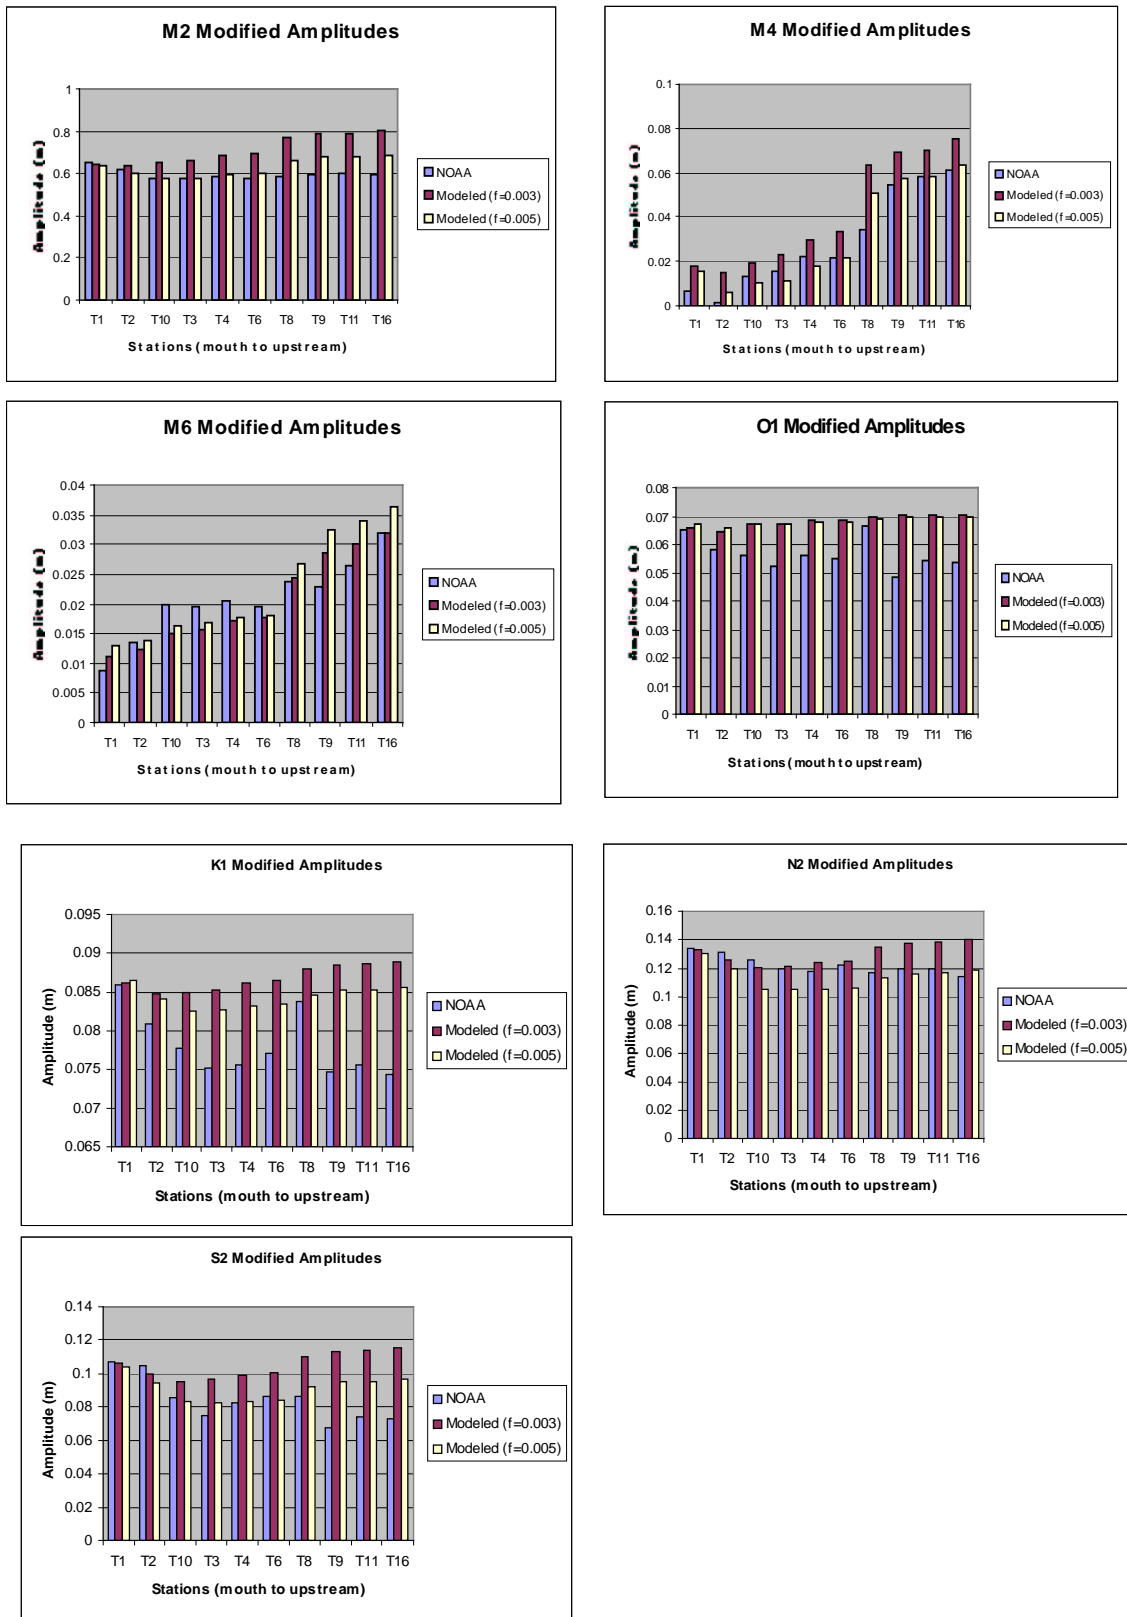 M2 Modified Amplitudes
1
0.8
0.6
0.4
0.2
0
Amplitude (m)
T1 T2 T10 T3 T4 T6 T8 T9 T11 T16
Stations (mouth to upstream)
NOAA
Modeled (f=0.003)
Modeled (f=0.005)
M4 Modified Amplitudes
0.1
0.08
0.06
0.04
0.02
0
Amplitude (m)
T1 T2 T10 T3 T4 T6 T8 T9 T11 T16
Stations (mouth to upstream)
NOAA
Modeled (f=0.003)
Modeled (f=0.005)
M6 Modified Amplitudes
0.04
0.035
0.03
0.025
0.02
0.015
0.01
0.005
0
Amplitude (m)
T1 T2 T10 T3 T4 T6 T8 T9 T11 T16
Stations (mouth to upstream)
NOAA
Modeled (f=0.003)
Modeled (f=0.005)
O1 Modified Amplitudes
0.08
0.07
0.06
0.05
0.04
0.03
0.02
0.01
0
Amplitude (m)
T1 T2 T10 T3 T4 T6 T8 T9 T11 T16
Stations (mouth to upstream)
NOAA
Modeled (f=0.003)
Modeled (f=0.005)
K1 Modified Amplitudes
0.095
0.09
0.085
0.08
0.075
0.07
0.065
Amplitude (m)
T1 T2 T10 T3 T4 T6 T8 T9 T11 T16
Stations (mouth to upstream)
NOAA
Modeled (f=0.003)
Modeled (f=0.005)
N2 Modified Amplitudes
0.16
0.14
0.12
0.1
0.08
0.06
0.04
0.02
0
Amplitude (m)
T1 T2 T10 T3 T4 T6 T8 T9 T11 T16
Stations (mouth to upstream)
NOAA
Modeled (f=0.003)
Modeled (f=0.005)
S2 Modified Amplitudes
0.14
0.12
0.1
0.08
0.06
0.04
0.02
0
Amplitude (m)
T1 T2 T10 T3 T4 T6 T8 T9 T11 T16
Stations (mouth to upstream)
NOAA
Modeled (f=0.003)
Modeled (f=0.005)